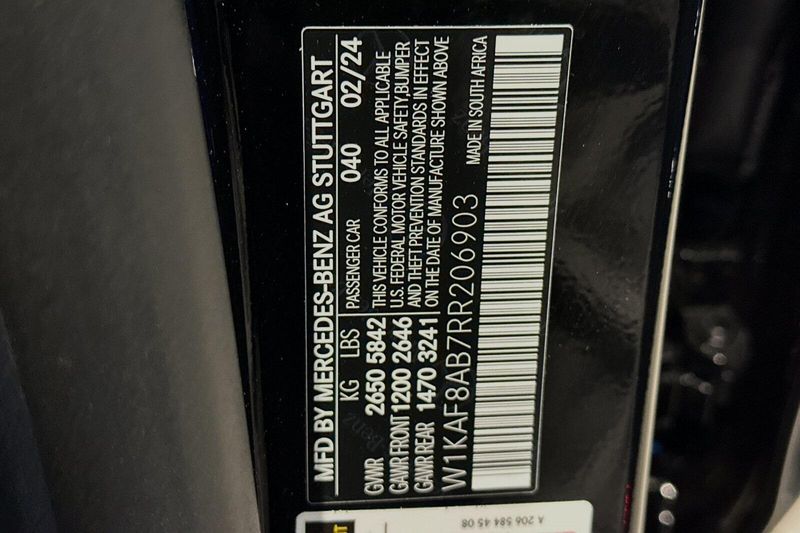 MFD BY MERCEDES-BENZ AG STUTTGART
KG LBS PASSENGER CAR 040 02/24
GVWR 2650 5842
GAWR FRONT 1200 2646
GAWR REAR 1470 3241
THIS VEHICLE CONFORMS TO ALL APPLICABLE
U.S. FEDERAL MOTOR VEHICLE SAFETY, BUMPER
AND THEFT PREVENTION STANDARDS IN EFFECT
ON THE DATE OF MANUFACTURE SHOWN ABOVE
W1KAF8AB7RR206903 MADE IN SOUTH AFRICA
A 206 584 45 08